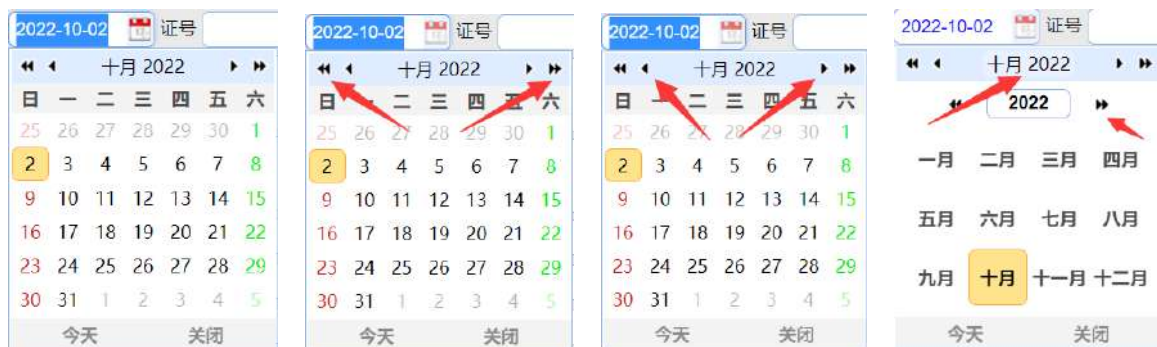 2022-10-02 证号
十月 2022
日 一 二 三 四 五 六
25 26 27 28 29 30 1
2 3 4 5 6 7 8
9 10 11 12 13 14 15
16 17 18 19 20 21 22
23 24 25 26 27 28 29
30 31 1 2 3 4 5
今天 关闭
2022-10-02 证号
十月 2022
日 一 二 三 四 五 六
25 26 27 28 29 30 1
2 3 4 5 6 7 8
9 10 11 12 13 14 15
16 17 18 19 20 21 22
23 24 25 26 27 28 29
30 31 1 2 3 4 5
今天 关闭
2022-10-02 证号
十月 2022
日 一 二 三 四 五 六
25 26 27 28 29 30 1
2 3 4 5 6 7 8
9 10 11 12 13 14 15
16 17 18 19 20 21 22
23 24 25 26 27 28 29
30 31 1 2 3 4 5
今天 关闭
2022-10-02 证号
十月 2022
2022
一月 二月 三月 四月
五月 六月 七月 八月
九月 十月 十一月 十二月
今天 关闭